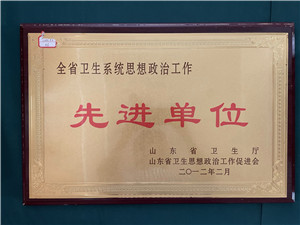 全省卫生系统思想政治工作
先进单位
山东省卫生厅
山东省卫生思想政治工作促进会
二〇一二年二月